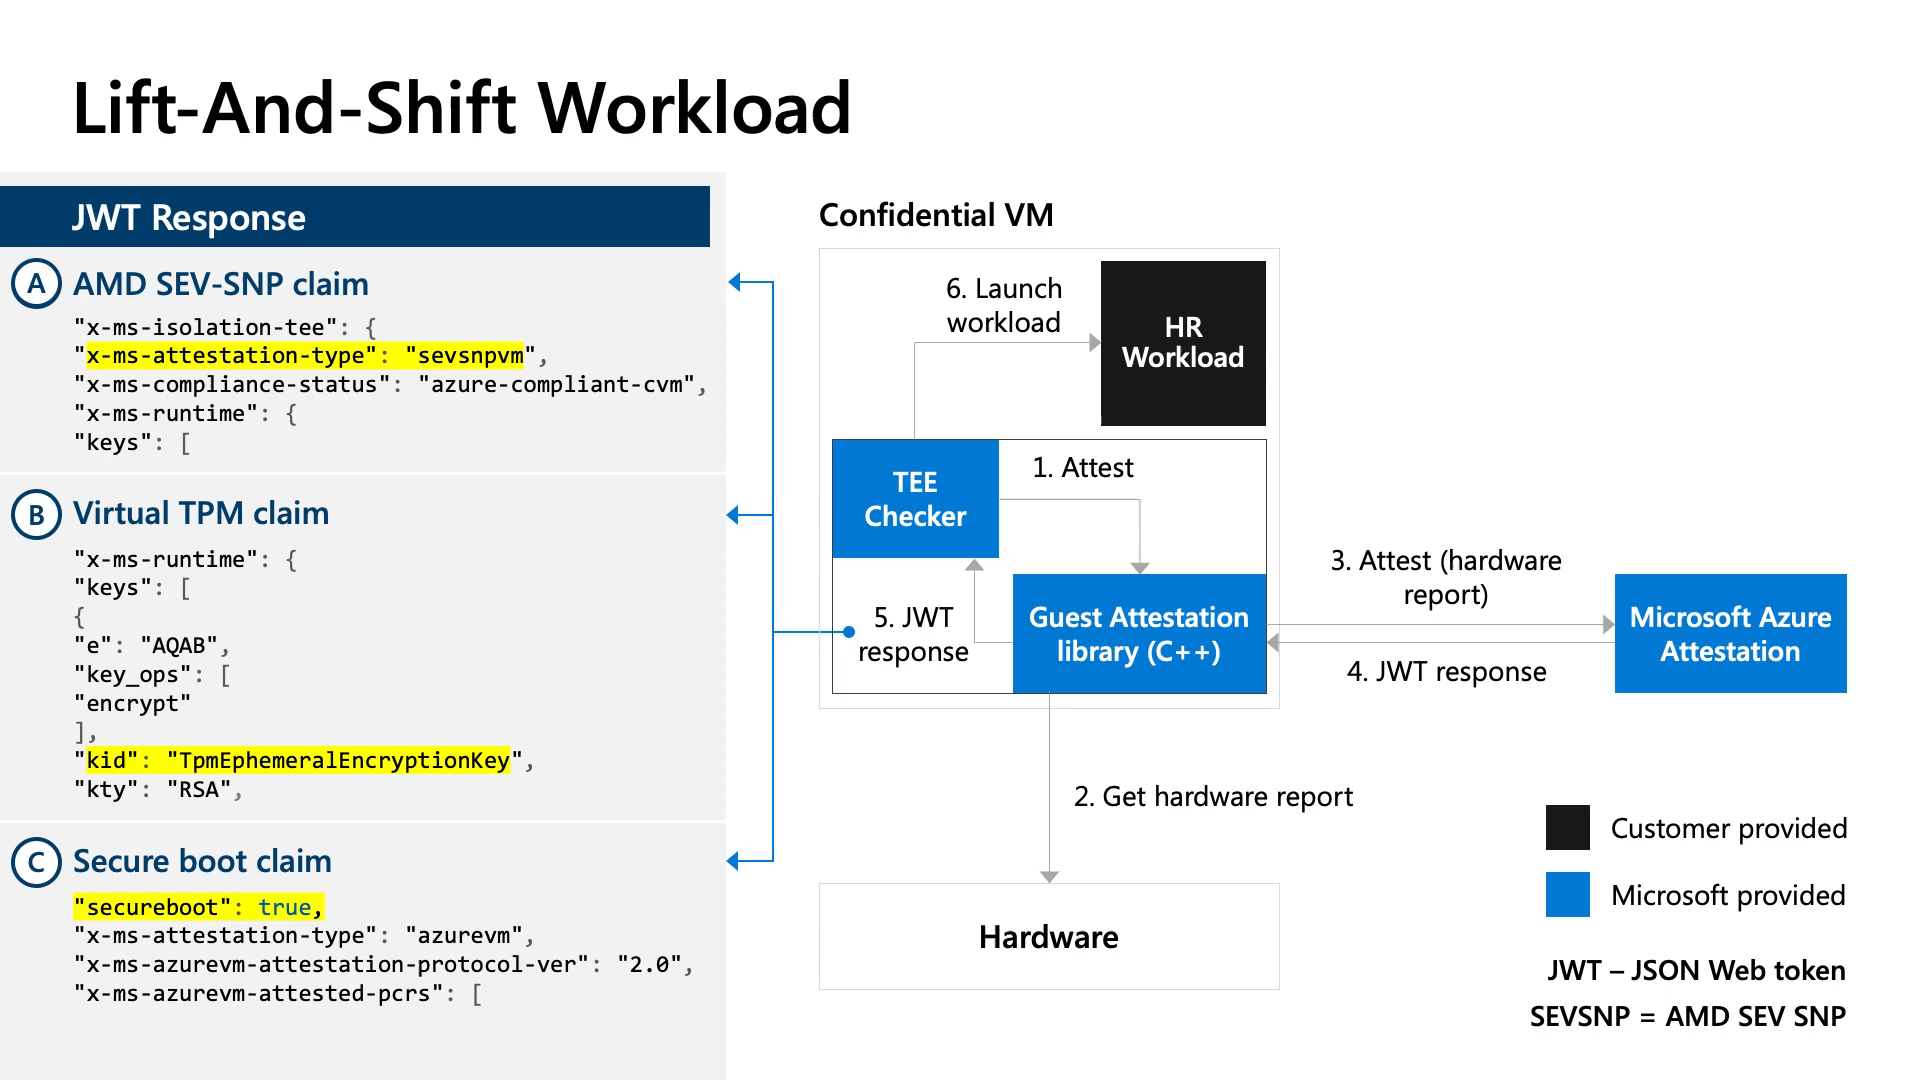 Lift-And-Shift Workload
JWT Response
A
AMD SEV-SNP claim
"x-ms-isolation-tee": {
"x-ms-attestation-type": "sevsnpvm",
"x-ms-compliance-status": "azure-compliant-cvm",
"x-ms-runtime": {
"keys": [
B
Virtual TPM claim
"x-ms-runtime": {
"keys": [
{
"e": "AQAB",
"key_ops": [
"encrypt"
],
"kid": "TpmEphemeralEncryptionKey",
"kty": "RSA",
C
Secure boot claim
"secureboot": true,
"x-ms-attestation-type": "azurevm",
"x-ms-azurevm-attestation-protocol-ver": "2.0",
"x-ms-azurevm-attested-pcrs": [
Confidential VM
6. Launch
workload
HR
Workload
TEE
Checker
1. Attest
5. JWT
response
Guest Attestation
library (C++)
3. Attest (hardware
report)
4. JWT response
Microsoft Azure
Attestation
2. Get hardware report
Hardware
Customer provided
Microsoft provided
JWT – JSON Web token
SEVSNP = AMD SEV SNP